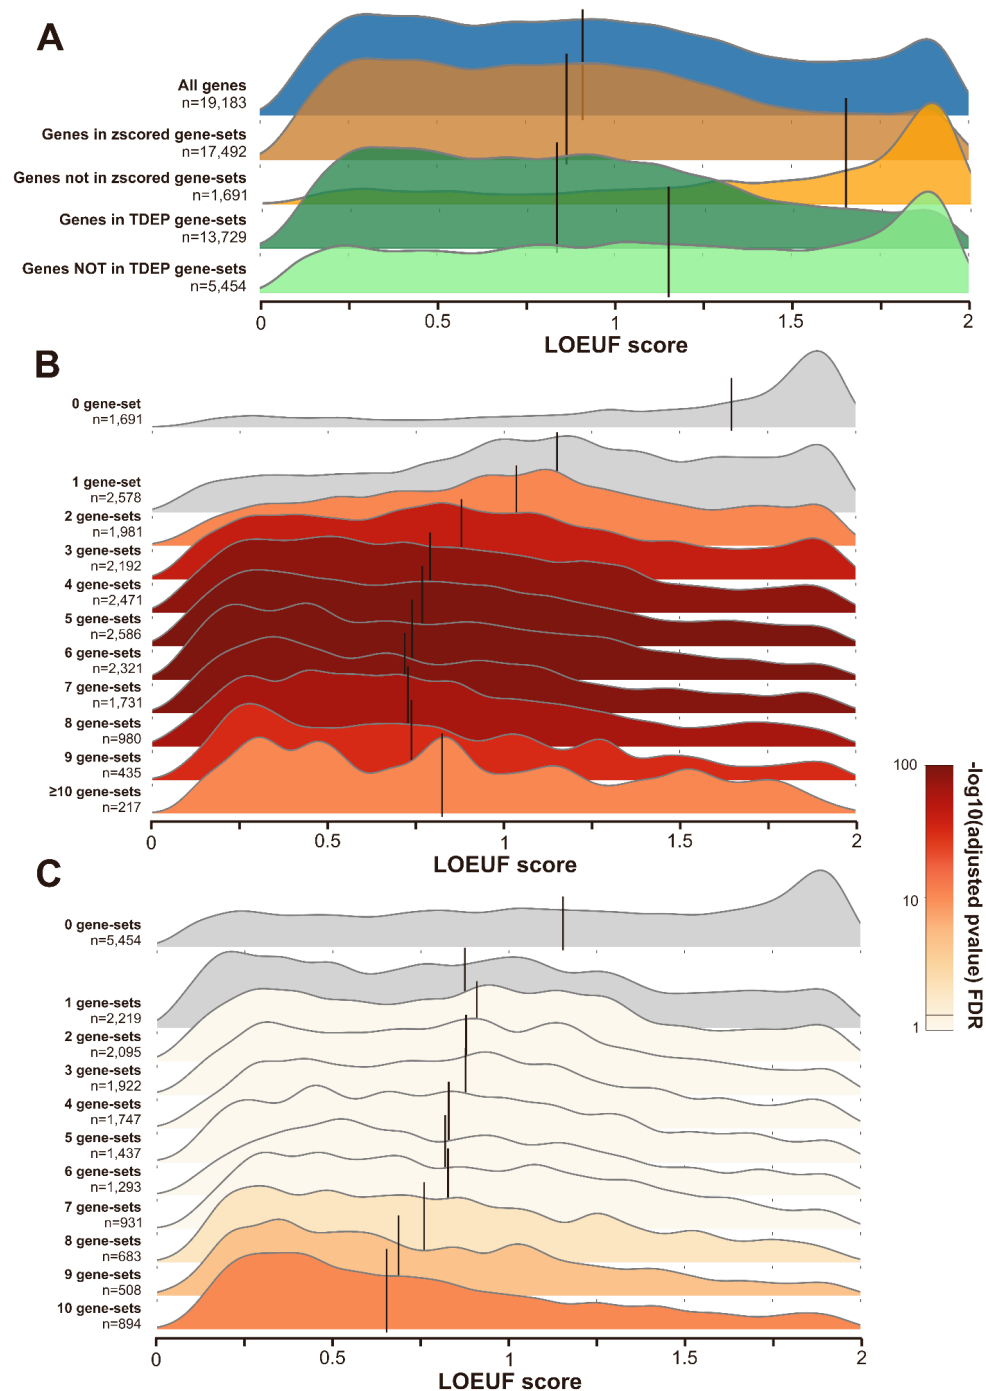 A
All genes
n=19,183
Genes in zscored gene-sets
n=17,492
Genes not in zscored gene-sets
n=1,691
Genes in TDEP gene-sets
n=13,729
Genes NOT in TDEP gene-sets
n=5,454
0 0.5 1 1.5 2
LOEUF score
B
0 gene-set
n=1,691
1 gene-set
n=2,578
2 gene-sets
n=1,981
3 gene-sets
n=2,192
4 gene-sets
n=2,471
5 gene-sets
n=2,586
6 gene-sets
n=2,321
7 gene-sets
n=1,731
8 gene-sets
n=980
9 gene-sets
n=435
≥10 gene-sets
n=217
0 0.5 1 1.5 2
LOEUF score
100
10
1
-log10(adjusted pvalue) FDR
C
0 gene-sets
n=5,454
1 gene-sets
n=2,219
2 gene-sets
n=2,095
3 gene-sets
n=1,922
4 gene-sets
n=1,747
5 gene-sets
n=1,437
6 gene-sets
n=1,293
7 gene-sets
n=931
8 gene-sets
n=683
9 gene-sets
n=508
10 gene-sets
n=894
0 0.5 1 1.5 2
LOEUF score